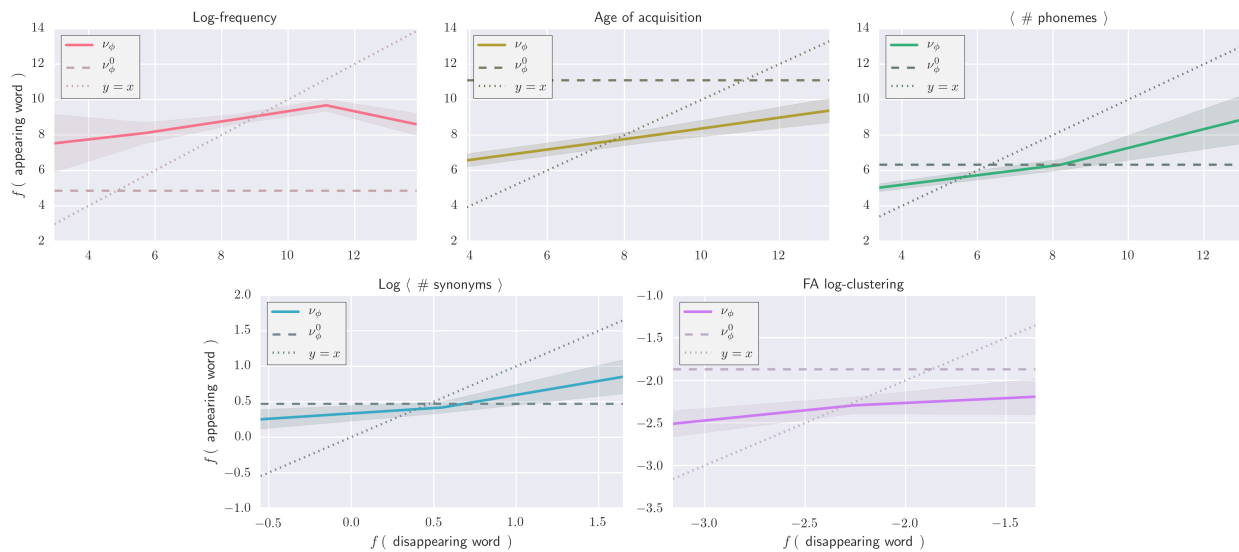 Log-frequency
f ( appearing word )
14
12
10
8
6
4
2
4 6 8 10 12
ν_ϕ
ν_ϕ^0
y = x
Age of acquisition
14
12
10
8
6
4
2
4 6 8 10 12
ν_ϕ
ν_ϕ^0
y = x
⟨ # phonemes ⟩
14
12
10
8
6
4
2
4 6 8 10 12
ν_ϕ
ν_ϕ^0
y = x
Log ⟨ # synonyms ⟩
f ( appearing word )
2.0
1.5
1.0
0.5
0.0
−0.5
−1.0
−0.5 0.0 0.5 1.0 1.5
f ( disappearing word )
ν_ϕ
ν_ϕ^0
y = x
FA log-clustering
−1.0
−1.5
−2.0
−2.5
−3.0
−3.5
−3.0 −2.5 −2.0 −1.5
f ( disappearing word )
ν_ϕ
ν_ϕ^0
y = x